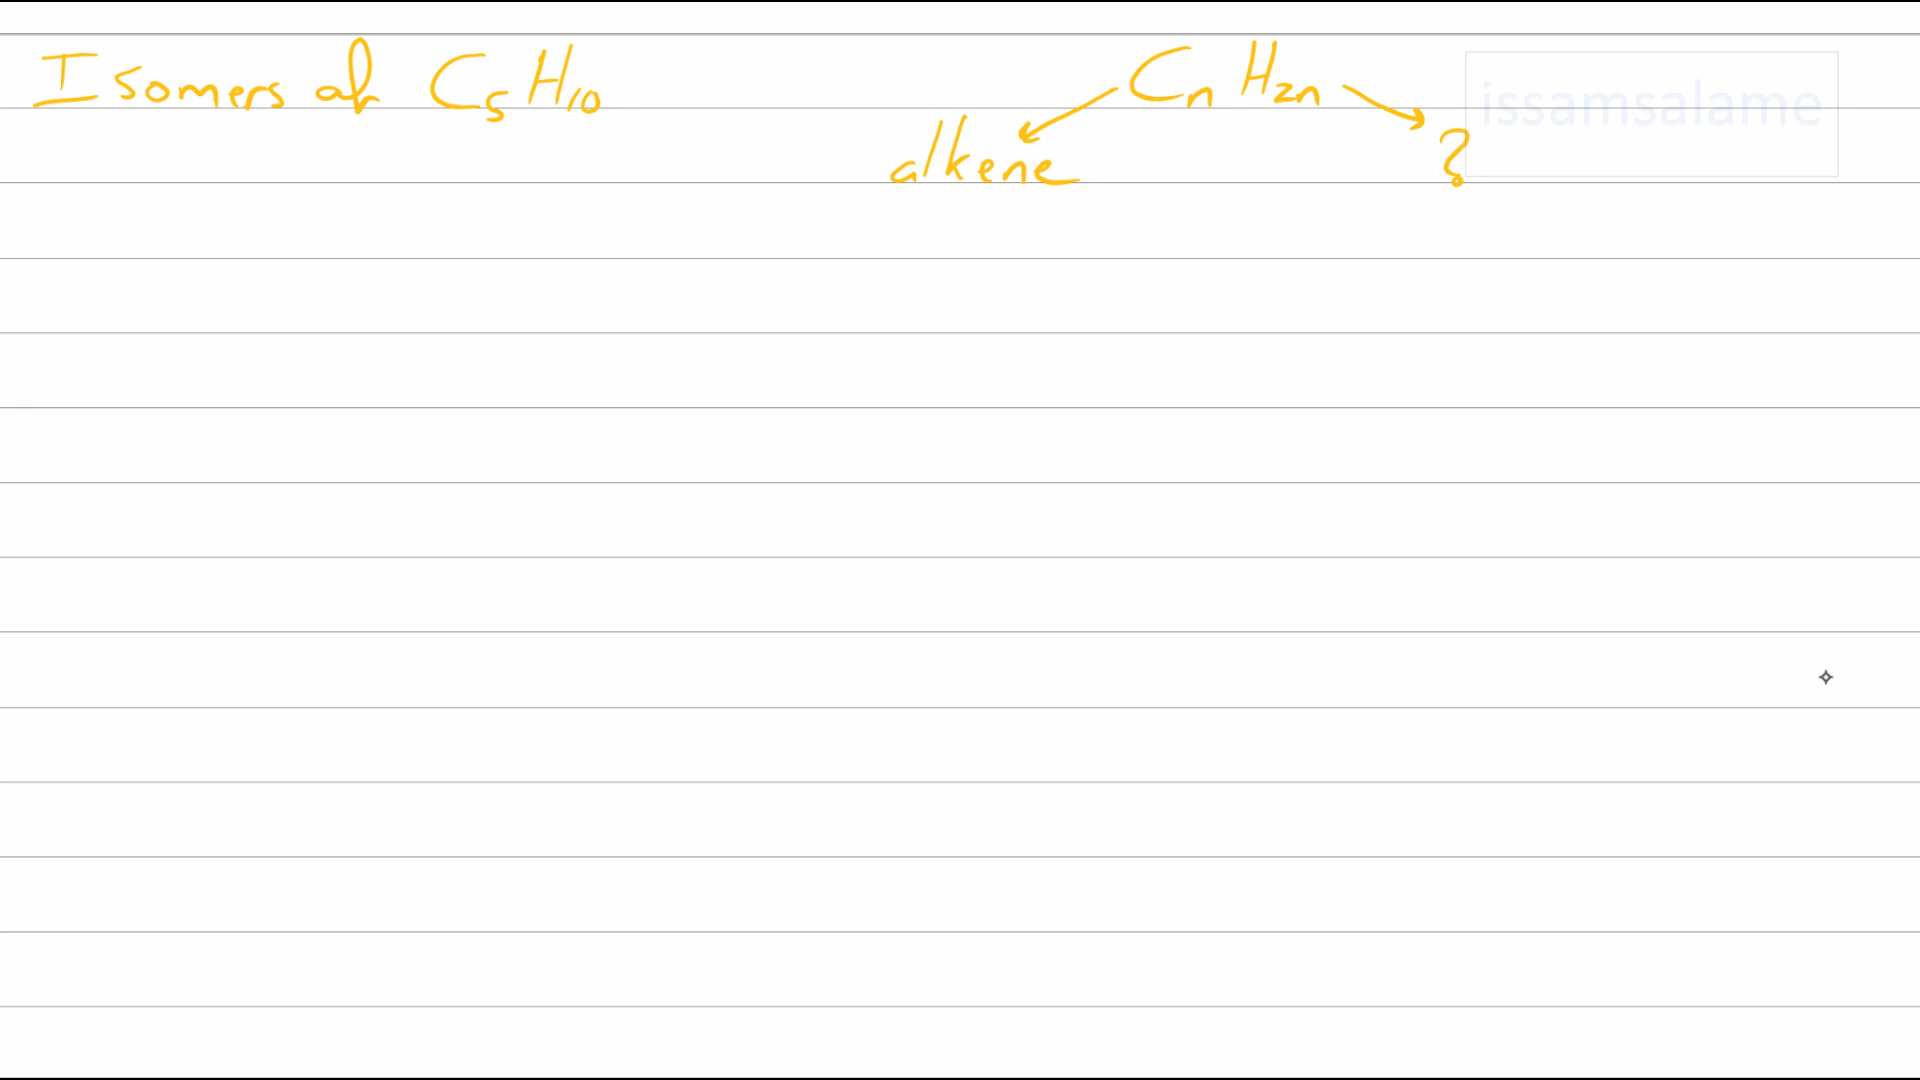 Isomers of C₅H₁₀
CₙH₂ₙ
issamsalame
alkene ?